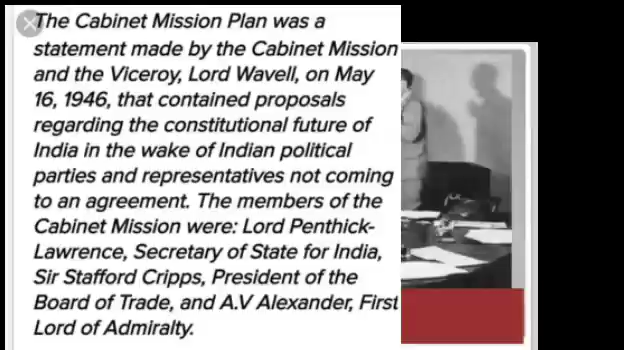 The Cabinet Mission Plan was a
statement made by the Cabinet Mission
and the Viceroy, Lord Wavell, on May
16, 1946, that contained proposals
regarding the constitutional future of
India in the wake of Indian political
parties and representatives not coming
to an agreement. The members of the
Cabinet Mission were: Lord Penthick-
Lawrence, Secretary of State for India,
Sir Stafford Cripps, President of the
Board of Trade, and A.V Alexander, First
Lord of Admiralty.